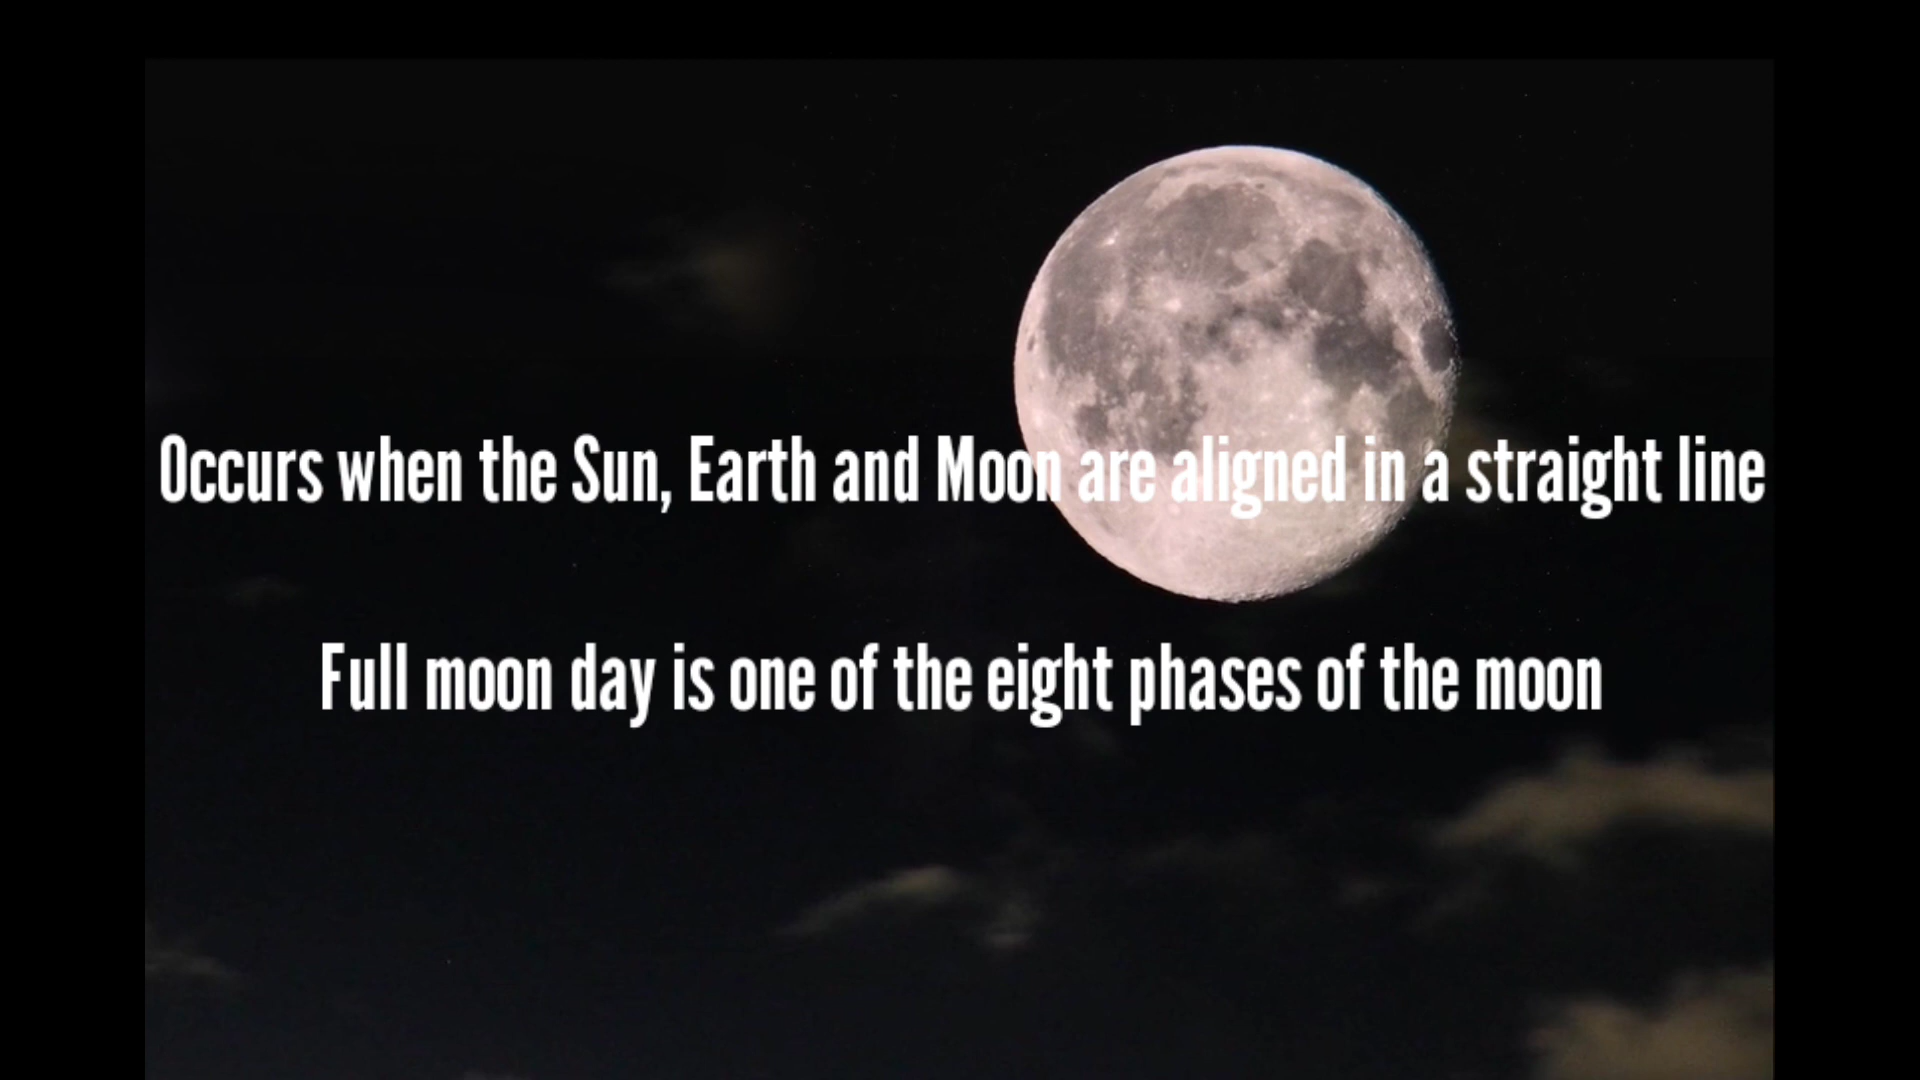 Occurs when the Sun, Earth and Moon are aligned in a straight line
Full moon day is one of the eight phases of the moon